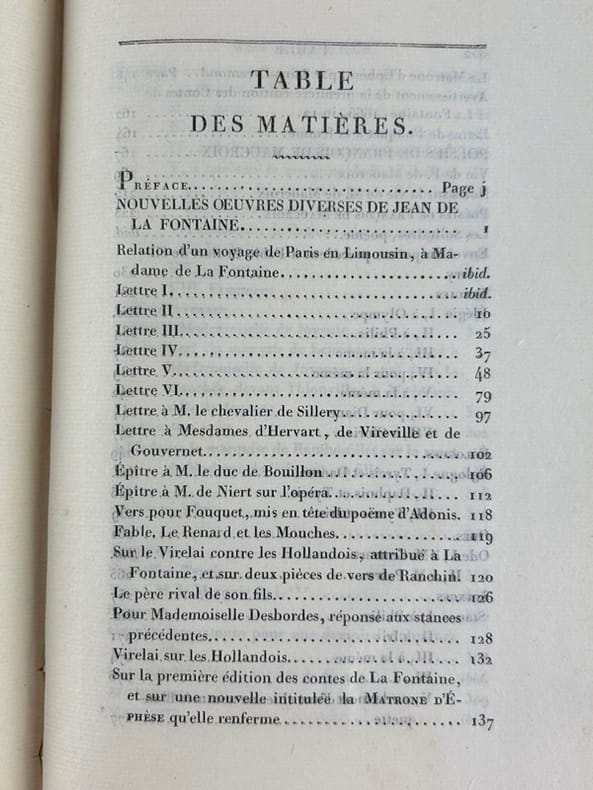 TABLE
DES MATIÈRES.
PRÉFACE................................ Page j
NOUVELLES OEUVRES DIVERSES DE JEAN DE
LA FONTAINE............................ 1
Relation d'un voyage de Paris en Limousin, à Ma-
dame de La Fontaine....................... ibid.
Lettre I.................................. ibid.
Lettre II................................. 10
Lettre III................................ 25
Lettre IV................................. 37
Lettre V.................................. 48
Lettre VI................................. 79
Lettre à M. le chevalier de Sillery............... 97
Lettre à Mesdames d'Hervart, de Viréville et de
Gouvernet.............................. 102
Épître à M. le duc de Bouillon................. 106
Épître à M. de Niert sur l'opéra................ 112
Vers pour Fouquet, mis en tête du poëme d'Adonis. 118
Fable, Le Renard et les Mouches................ 119
Sur le Virelai contre les Hollandois, attribué à La
Fontaine, et sur deux pièces de vers de Ranchin. 120
Le père rival de son fils....................... 126
Pour Mademoiselle Desbordes, réponse aux stances
précédentes.............................. 128
Virelai sur les Hollandois..................... 132
Sur la première édition des contes de La Fontaine,
et sur une nouvelle intitulée la MATRONE D'É-
PHÈSE qu'elle renferme..................... 137